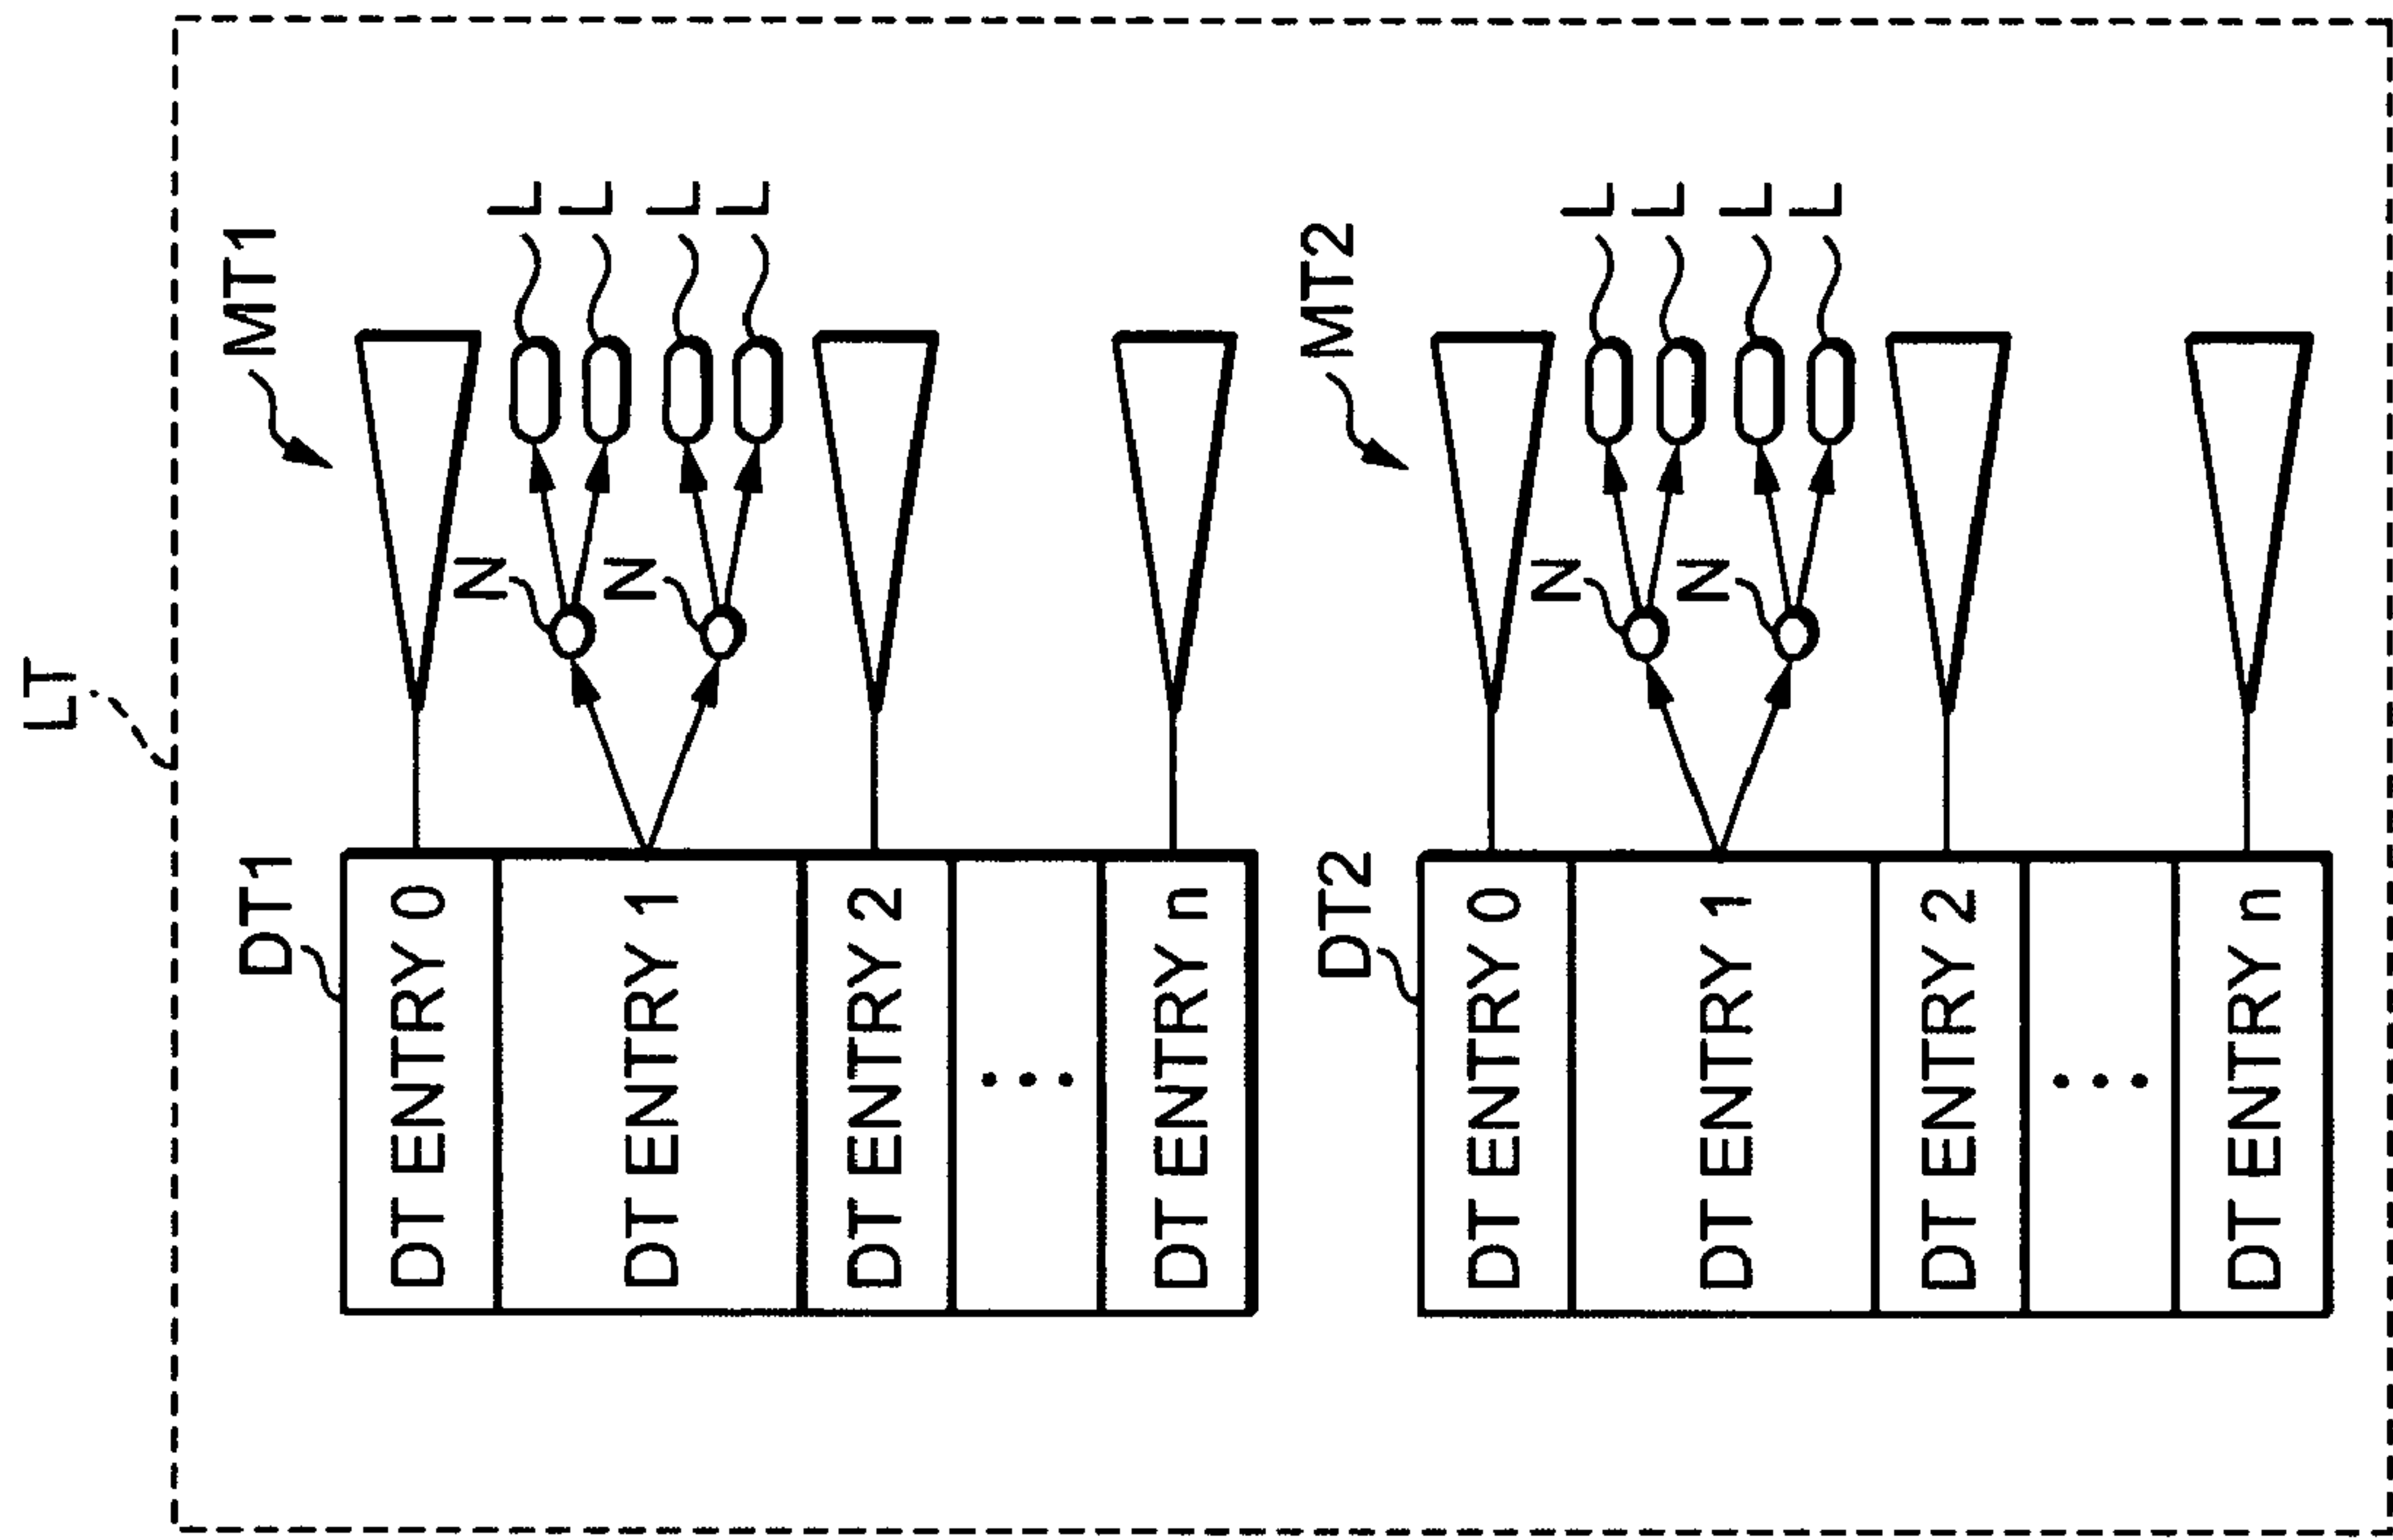 LT
DT1
MT1
DT ENTRY 0
DT ENTRY 1
N
N
L
L
L
L
DT ENTRY 2
• • •
DT ENTRY n
DT2
MT2
DT ENTRY 0
DT ENTRY 1
N
N
L
L
L
L
DT ENTRY 2
• • •
DT ENTRY n